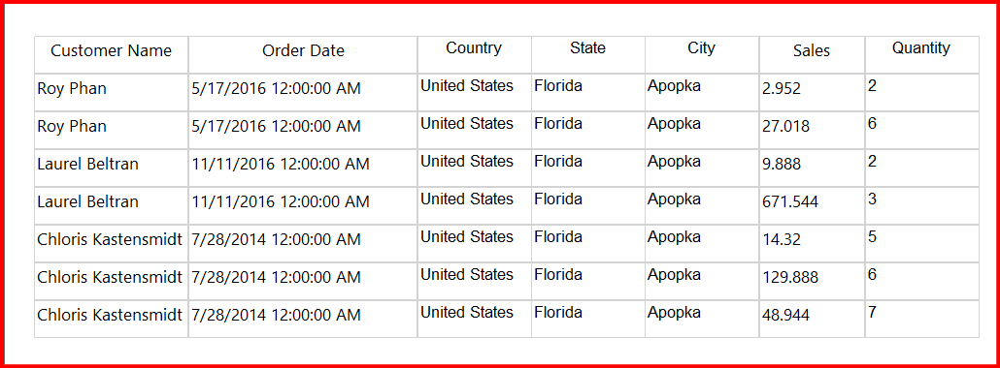 Customer Name Order Date Country State City Sales Quantity
Roy Phan 5/17/2016 12:00:00 AM United States Florida Apopka 2.952 2
Roy Phan 5/17/2016 12:00:00 AM United States Florida Apopka 27.018 6
Laurel Beltran 11/11/2016 12:00:00 AM United States Florida Apopka 9.888 2
Laurel Beltran 11/11/2016 12:00:00 AM United States Florida Apopka 671.544 3
Chloris Kastensmidt 7/28/2014 12:00:00 AM United States Florida Apopka 14.32 5
Chloris Kastensmidt 7/28/2014 12:00:00 AM United States Florida Apopka 129.888 6
Chloris Kastensmidt 7/28/2014 12:00:00 AM United States Florida Apopka 48.944 7